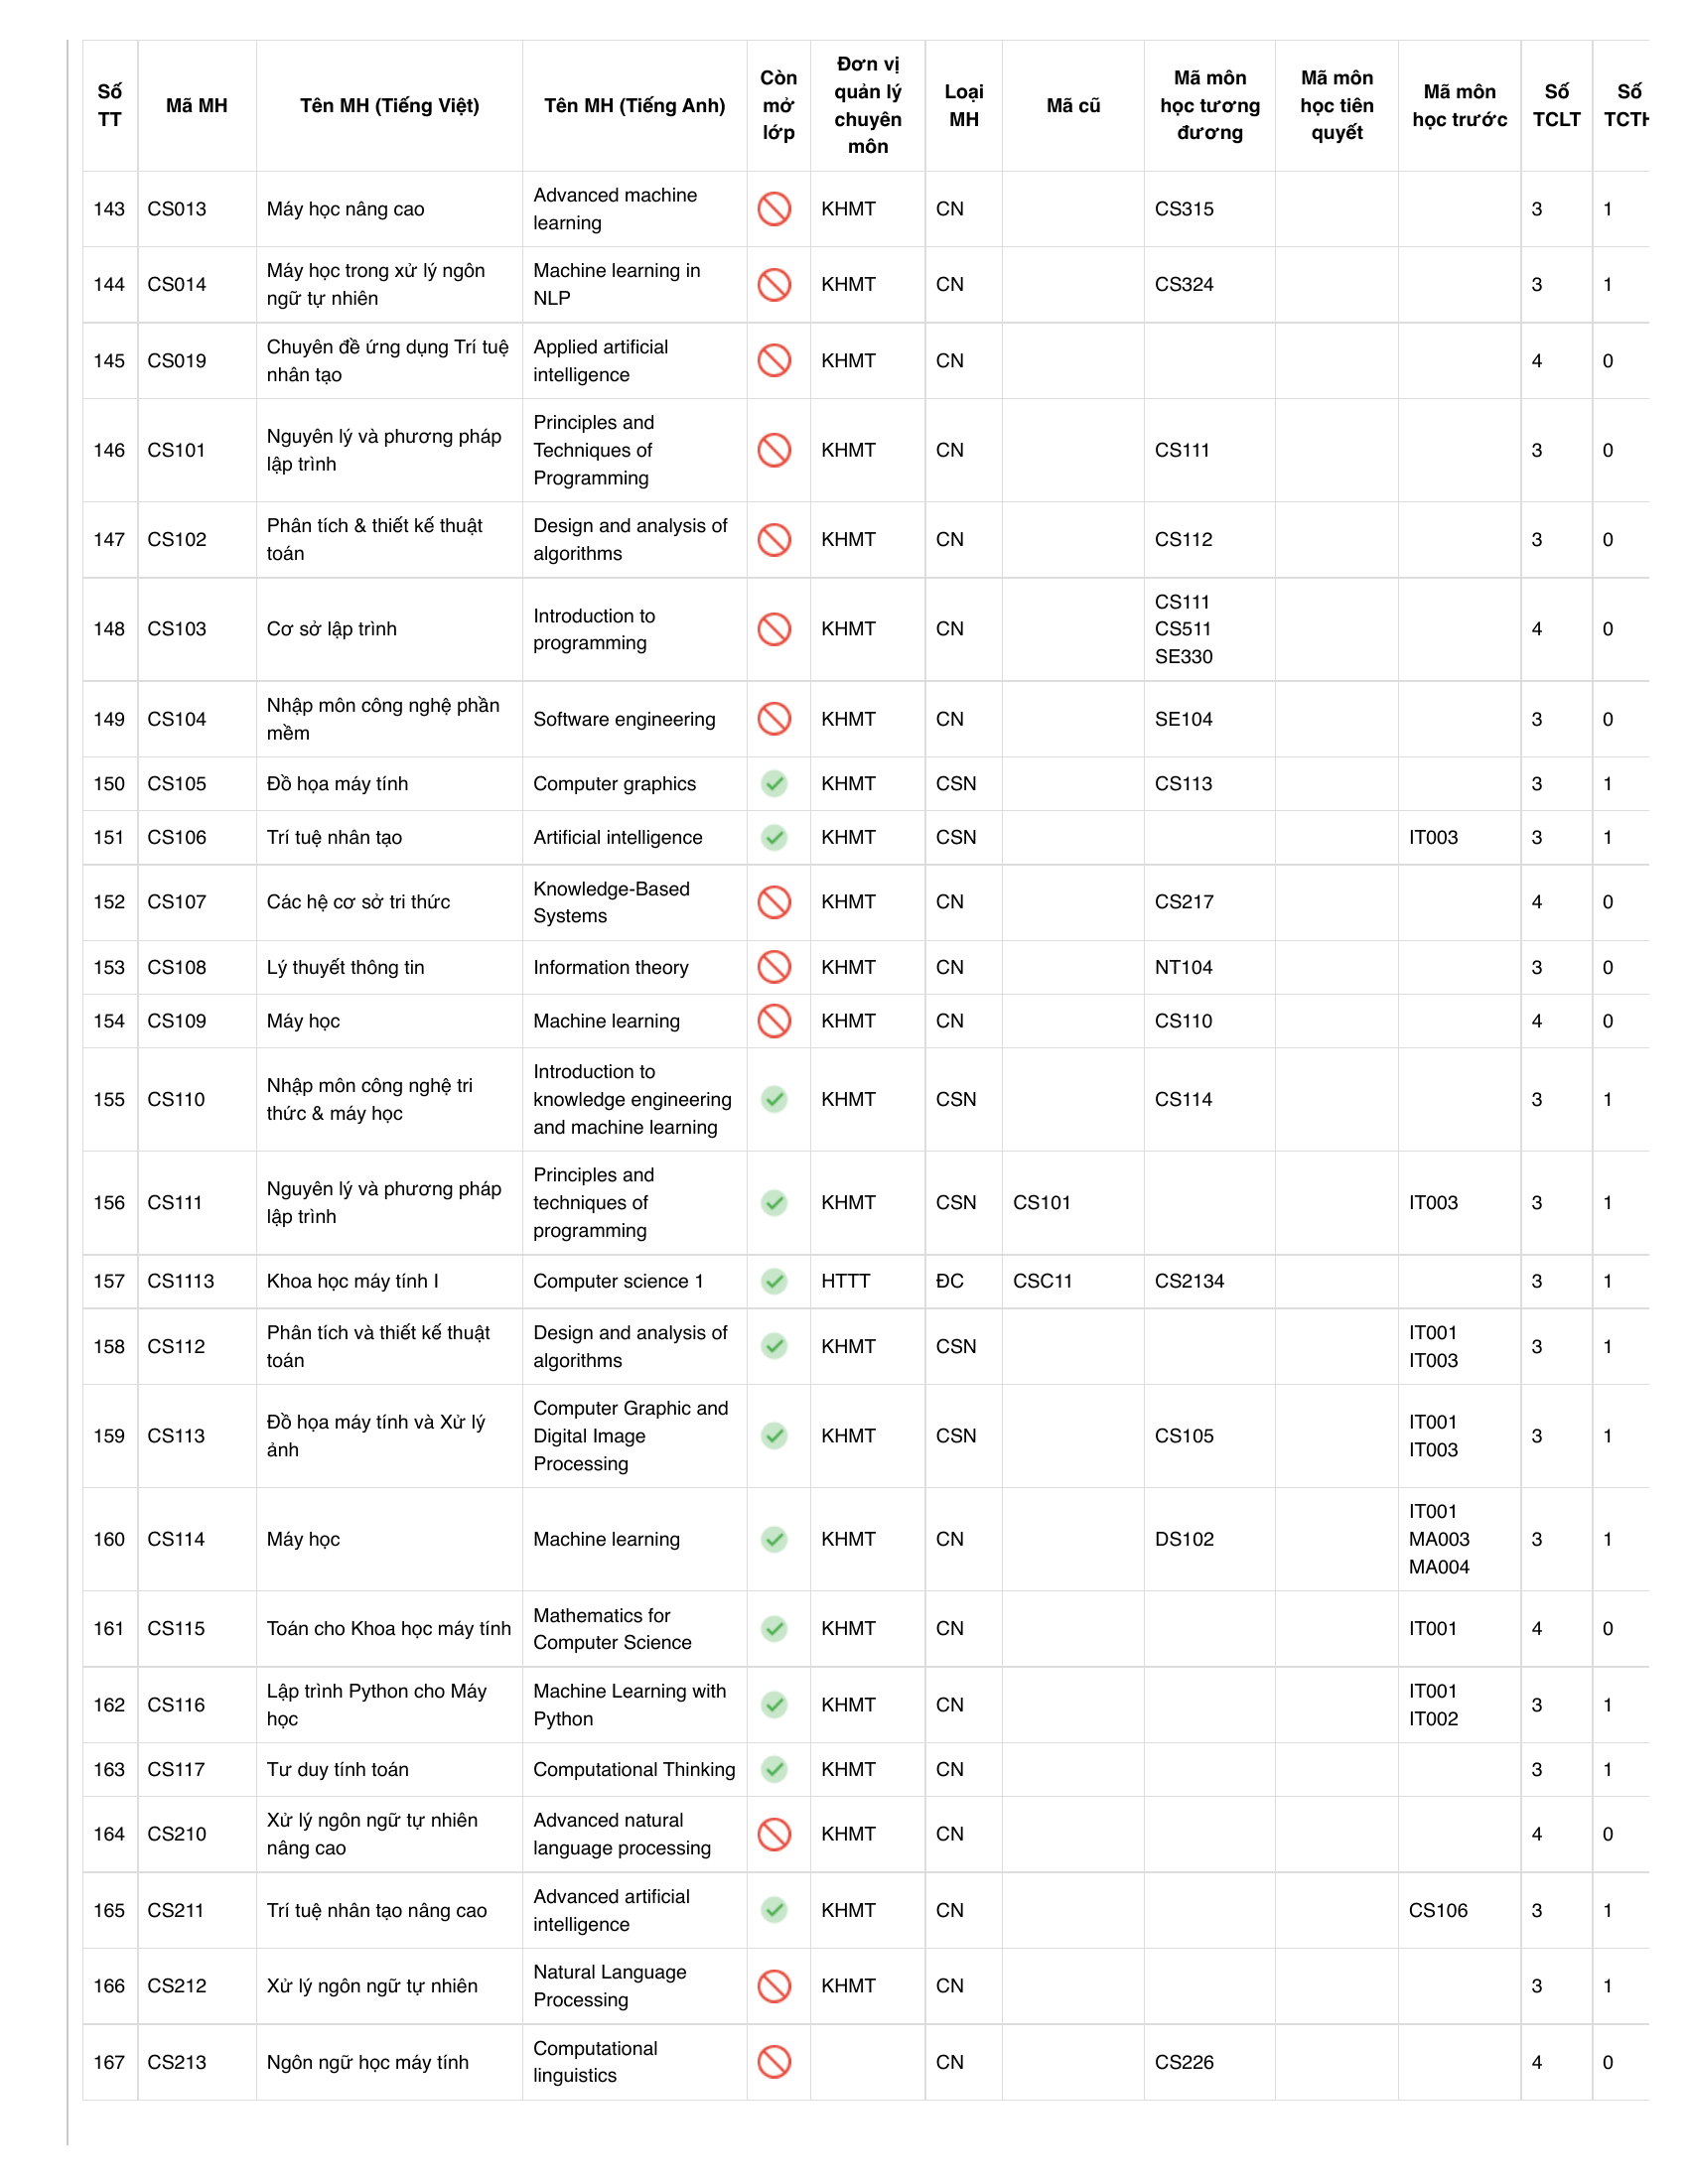 Số TT	Mã MH	Tên MH (Tiếng Việt)	Tên MH (Tiếng Anh)	Còn mở lớp	Đơn vị quản lý chuyên môn	Loại MH	Mã cũ	Mã môn học tương đương	Mã môn học tiên quyết	Mã môn học trước	Số TCLT	Số TCTH
143	CS013	Máy học nâng cao	Advanced machine learning	KHMT	CN	CS315	3	1
144	CS014	Máy học trong xử lý ngôn ngữ tự nhiên	Machine learning in NLP	KHMT	CN	CS324	3	1
145	CS019	Chuyên đề ứng dụng Trí tuệ nhân tạo	Applied artificial intelligence	KHMT	CN	4	0
146	CS101	Nguyên lý và phương pháp lập trình	Principles and Techniques of Programming	KHMT	CN	CS111	3	0
147	CS102	Phân tích & thiết kế thuật toán	Design and analysis of algorithms	KHMT	CN	CS112	3	0
148	CS103	Cơ sở lập trình	Introduction to programming	KHMT	CN	CS111 CS511 SE330	4	0
149	CS104	Nhập môn công nghệ phần mềm	Software engineering	KHMT	CN	SE104	3	0
150	CS105	Đồ họa máy tính	Computer graphics	KHMT	CSN	CS113	3	1
151	CS106	Trí tuệ nhân tạo	Artificial intelligence	KHMT	CSN	IT003	3	1
152	CS107	Các hệ cơ sở tri thức	Knowledge-Based Systems	KHMT	CN	CS217	4	0
153	CS108	Lý thuyết thông tin	Information theory	KHMT	CN	NT104	3	0
154	CS109	Máy học	Machine learning	KHMT	CN	CS110	4	0
155	CS110	Nhập môn công nghệ tri thức & máy học	Introduction to knowledge engineering and machine learning	KHMT	CSN	CS114	3	1
156	CS111	Nguyên lý và phương pháp lập trình	Principles and techniques of programming	KHMT	CSN	CS101	IT003	3	1
157	CS1113	Khoa học máy tính I	Computer science 1	HTTT	ĐC	CSC11	CS2134	3	1
158	CS112	Phân tích và thiết kế thuật toán	Design and analysis of algorithms	KHMT	CSN	IT001 IT003	3	1
159	CS113	Đồ họa máy tính và Xử lý ảnh	Computer Graphic and Digital Image Processing	KHMT	CSN	CS105	IT001 IT003	3	1
160	CS114	Máy học	Machine learning	KHMT	CN	DS102	IT001 MA003 MA004	3	1
161	CS115	Toán cho Khoa học máy tính	Mathematics for Computer Science	KHMT	CN	IT001	4	0
162	CS116	Lập trình Python cho Máy học	Machine Learning with Python	KHMT	CN	IT001 IT002	3	1
163	CS117	Tư duy tính toán	Computational Thinking	KHMT	CN	3	1
164	CS210	Xử lý ngôn ngữ tự nhiên nâng cao	Advanced natural language processing	KHMT	CN	4	0
165	CS211	Trí tuệ nhân tạo nâng cao	Advanced artificial intelligence	KHMT	CN	CS106	3	1
166	CS212	Xử lý ngôn ngữ tự nhiên	Natural Language Processing	KHMT	CN	3	1
167	CS213	Ngôn ngữ học máy tính	Computational linguistics	CN	CS226	4	0